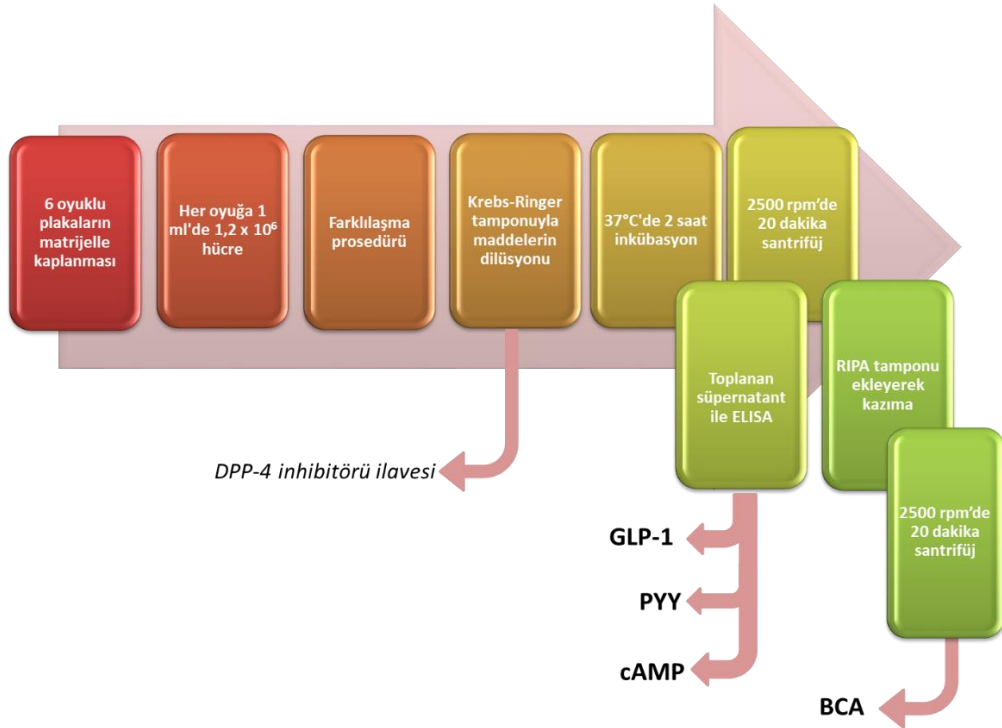 6 oyuklu
plakaların
matrijelle
kaplanması
Her oyuğa 1
ml'de 1,2 x 10⁶
hücre
Farklılaşma
prosedürü
Krebs-Ringer
tamponuyla
maddelerin
dilüsyonu
37°C'de 2 saat
inkübasyon
2500 rpm’de
20 dakika
santrifüj
Toplanan
süpernatant
ile ELISA
RIPA tamponu
ekleyerek
kazıma
2500 rpm’de
20 dakika
santrifüj
DPP-4 inhibitörü ilavesi
GLP-1
PYY
cAMP
BCA